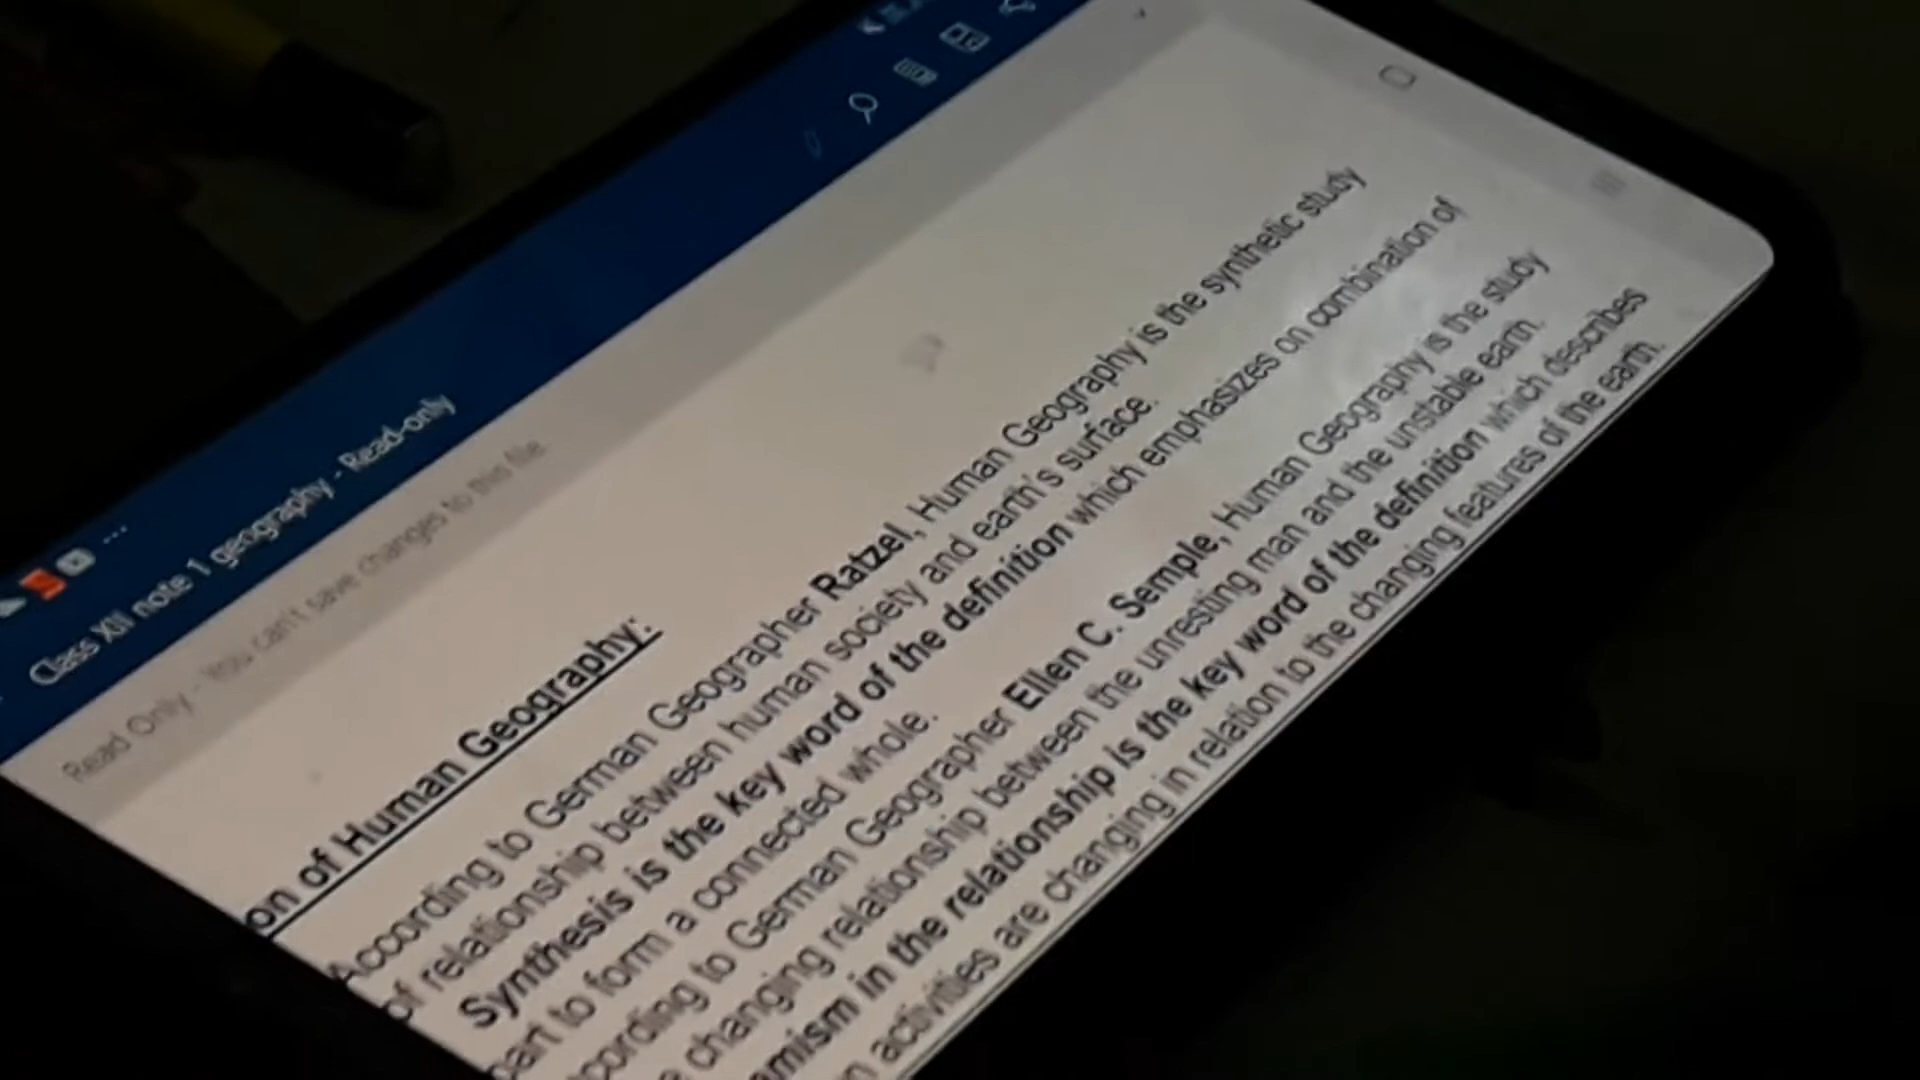 Class XII note 1 geography - Read-only
Read Only - You can't save changes to this file.
on of Human Geography:
According to German Geographer Ratzel, Human Geography is the synthetic study
of relationship between human society and earth's surface.
Synthesis is the key word of the definition which emphasizes on combination of
part to form a connected whole.
ccording to German Geographer Ellen C. Semple, Human Geography is the study
changing relationship between the unresting man and the unstable earth.
amism in the relationship is the key word of the definition which describes
activities are changing in relation to the changing features of the earth.